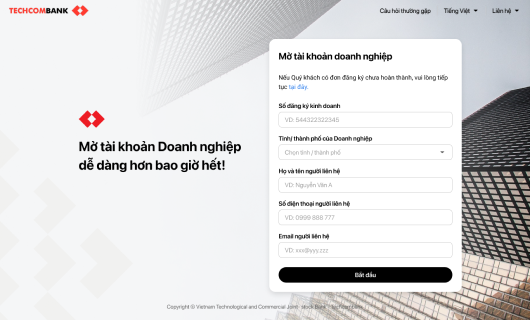 TECHCOMBANK
Câu hỏi thường gặp
Tiếng Việt
Liên hệ
Mở tài khoản Doanh nghiệp
dễ dàng hơn bao giờ hết!
Mở tài khoản doanh nghiệp
Nếu Quý khách có đơn đăng ký chưa hoàn thành, vui lòng tiếp
tục tại đây.
Số đăng ký kinh doanh
VD: 544322322345
Tỉnh/ thành phố của Doanh nghiệp
Chọn tỉnh / thành phố
Họ và tên người liên hệ
VD: Nguyễn Văn A
Số điện thoại người liên hệ
VD: 0999 888 777
Email người liên hệ
VD: xxx@yyy.zzz
Bắt đầu
Copyright © Vietnam Technological and Commercial Joint - stock Bank - Techcombank